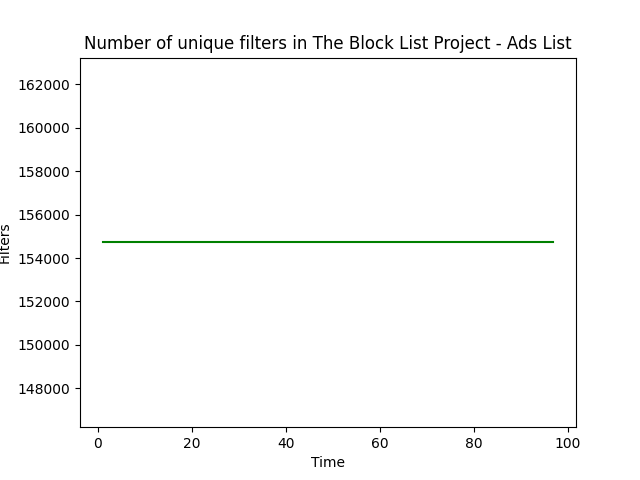 Number of unique filters in The Block List Project - Ads List
162000
160000
158000
156000
154000
152000
150000
148000
Filters
0 20 40 60 80 100
Time